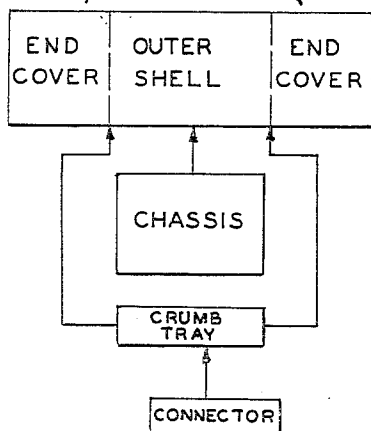 END COVER
OUTER SHELL
END COVER
CHASSIS
CRUMB TRAY
CONNECTOR